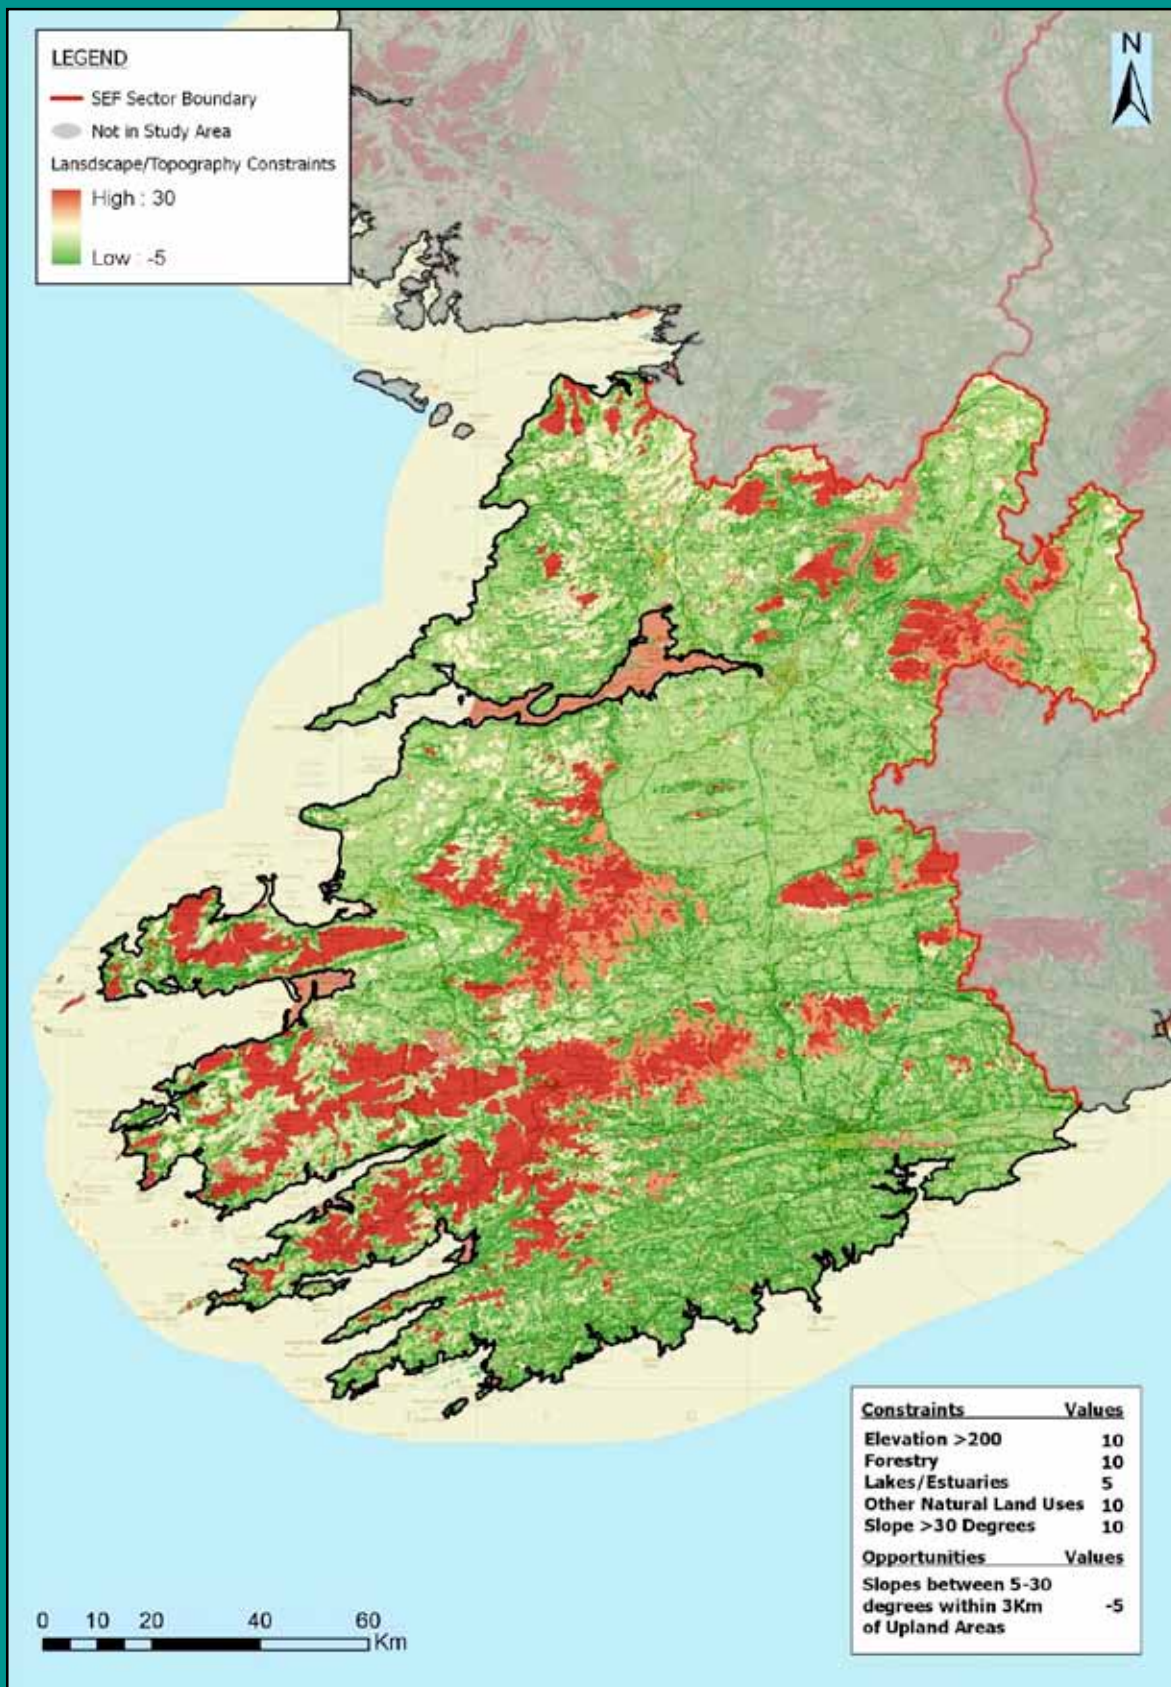 LEGEND
SEF Sector Boundary
Not in Study Area
Lansdscape/Topography Constraints
High : 30
Low : -5
N
Constraints Values
Elevation >200 10
Forestry 10
Lakes/Estuaries 5
Other Natural Land Uses 10
Slope >30 Degrees 10
Opportunities Values
Slopes between 5-30
degrees within 3Km -5
of Upland Areas
0 10 20 40 60
Km